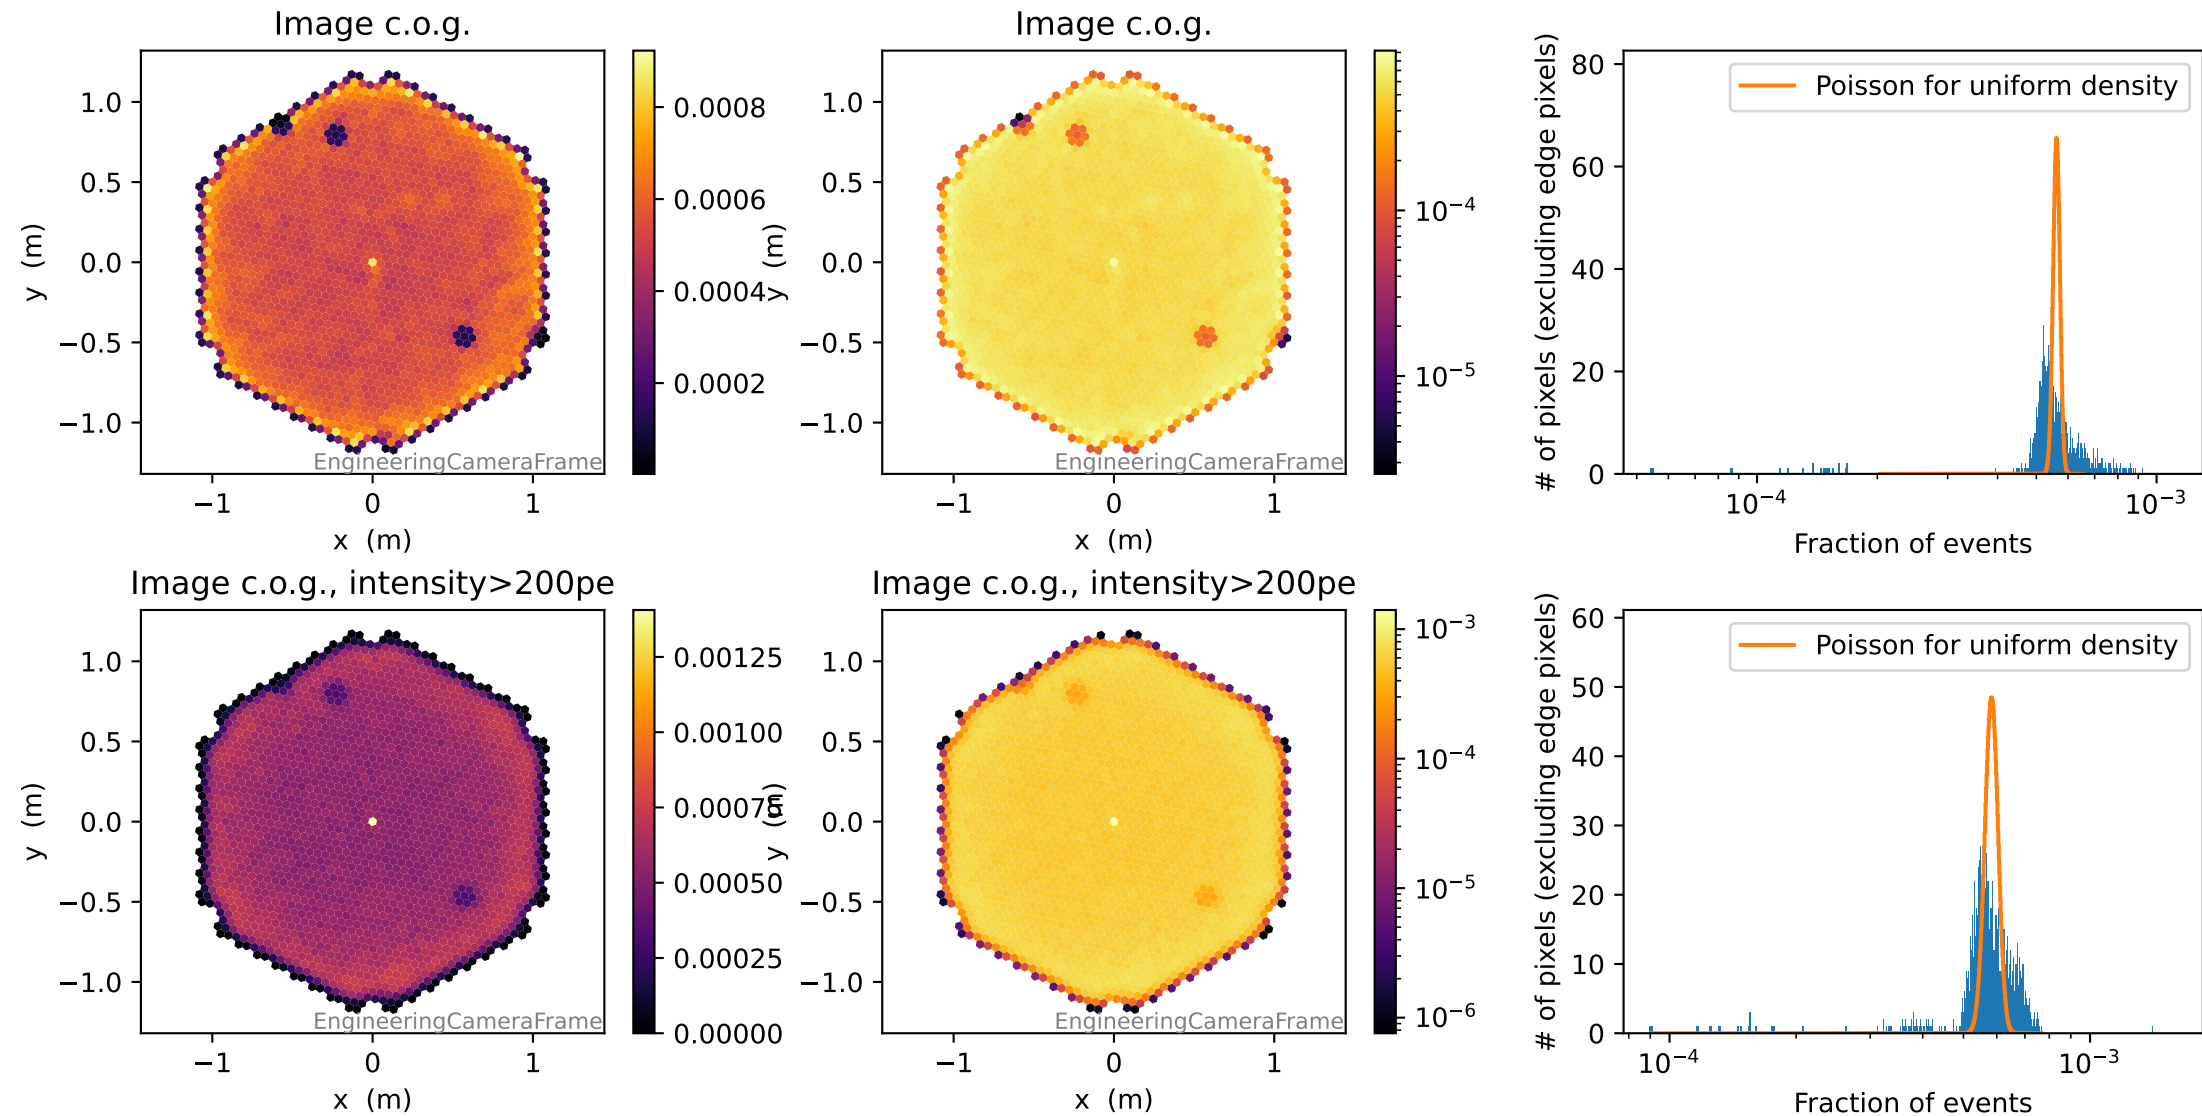 Image c.o.g.
1.0
0.5
0.0
−0.5
−1.0
y (m)
−1
0
1
x (m)
EngineeringCameraFrame
0.0008
0.0006
0.0004
0.0002
Image c.o.g.
1.0
0.5
0.0
−0.5
−1.0
y (m)
−1
0
1
x (m)
EngineeringCameraFrame
10⁻⁴
10⁻⁵
# of pixels (excluding edge pixels)
80
60
40
20
0
Poisson for uniform density
10⁻⁴
10⁻³
Fraction of events
Image c.o.g., intensity>200pe
1.0
0.5
0.0
−0.5
−1.0
y (m)
−1
0
1
x (m)
EngineeringCameraFrame
0.00125
0.00100
0.00075
0.00050
0.00025
0.00000
Image c.o.g., intensity>200pe
1.0
0.5
0.0
−0.5
−1.0
y (m)
−1
0
1
x (m)
EngineeringCameraFrame
10⁻³
10⁻⁴
10⁻⁵
10⁻⁶
# of pixels (excluding edge pixels)
60
50
40
30
20
10
0
Poisson for uniform density
10⁻⁴
10⁻³
Fraction of events